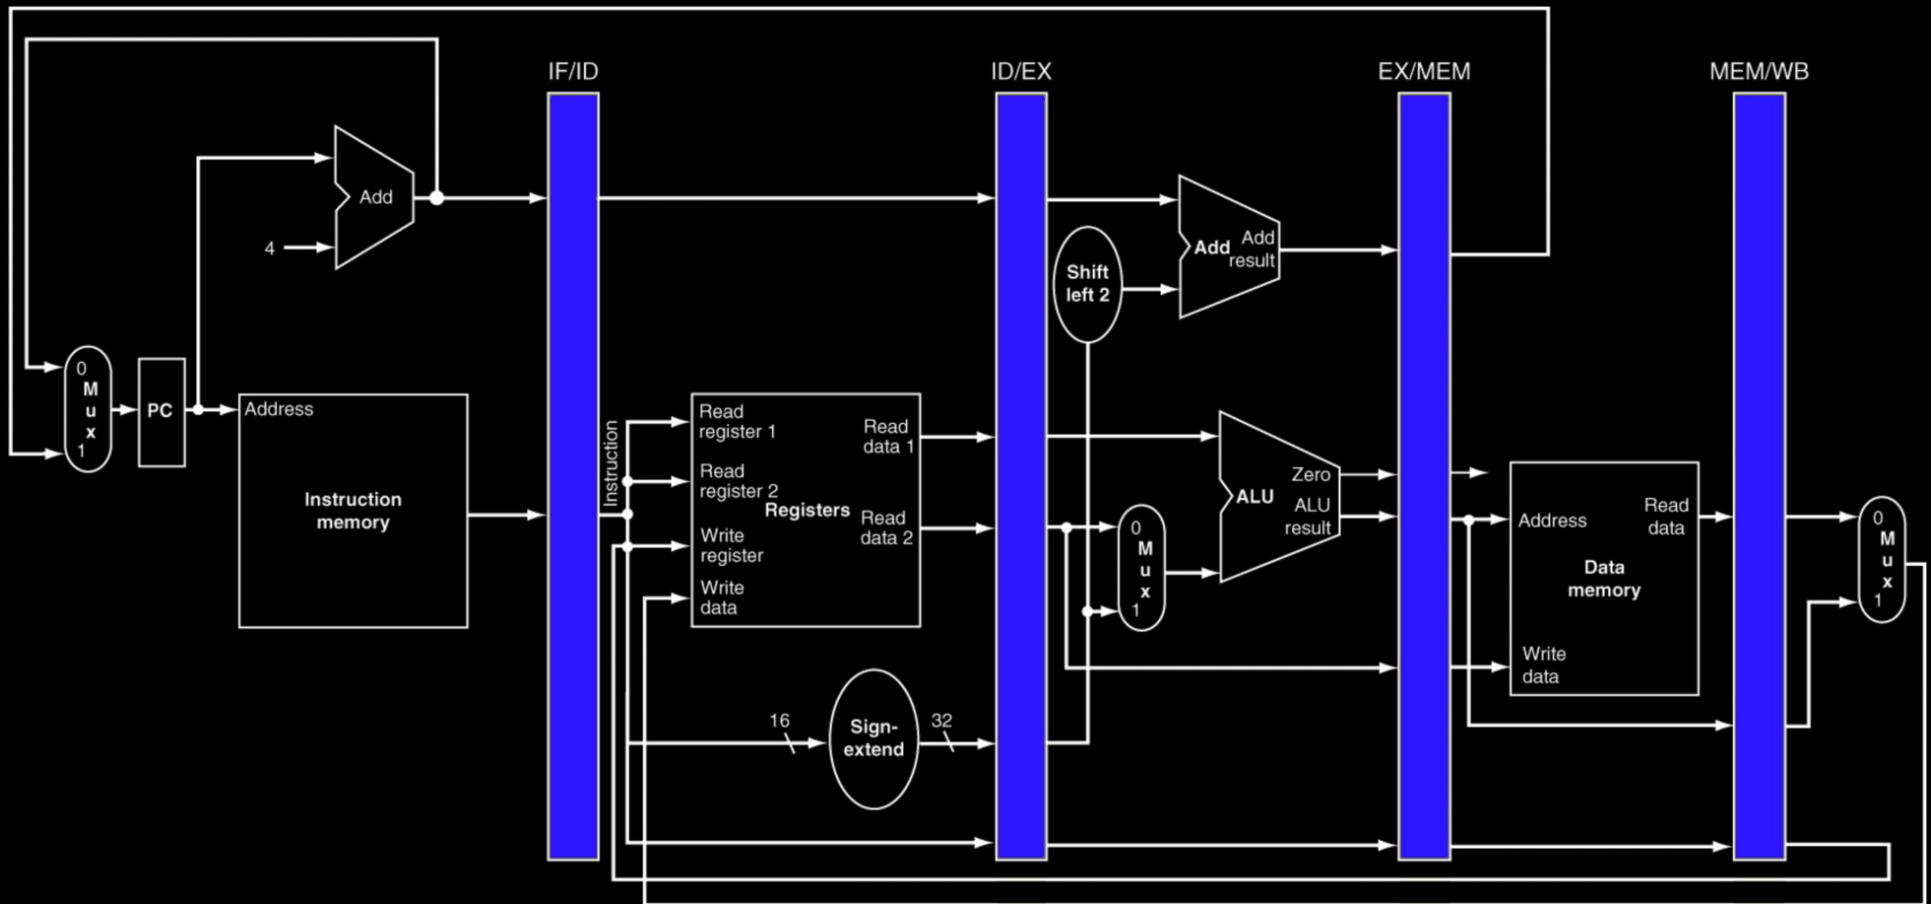 IF/ID
ID/EX
EX/MEM
MEM/WB
Add
4
0
M
u
x
1
PC
Address
Instruction
memory
Instruction
Read
register 1
Read
register 2
Write
register
Write
data
Registers
Read
data 1
Read
data 2
16
Sign-
extend
32
Shift
left 2
Add
Add
result
0
M
u
x
1
ALU
Zero
ALU
result
Address
Read
data
Data
memory
Write
data
0
M
u
x
1